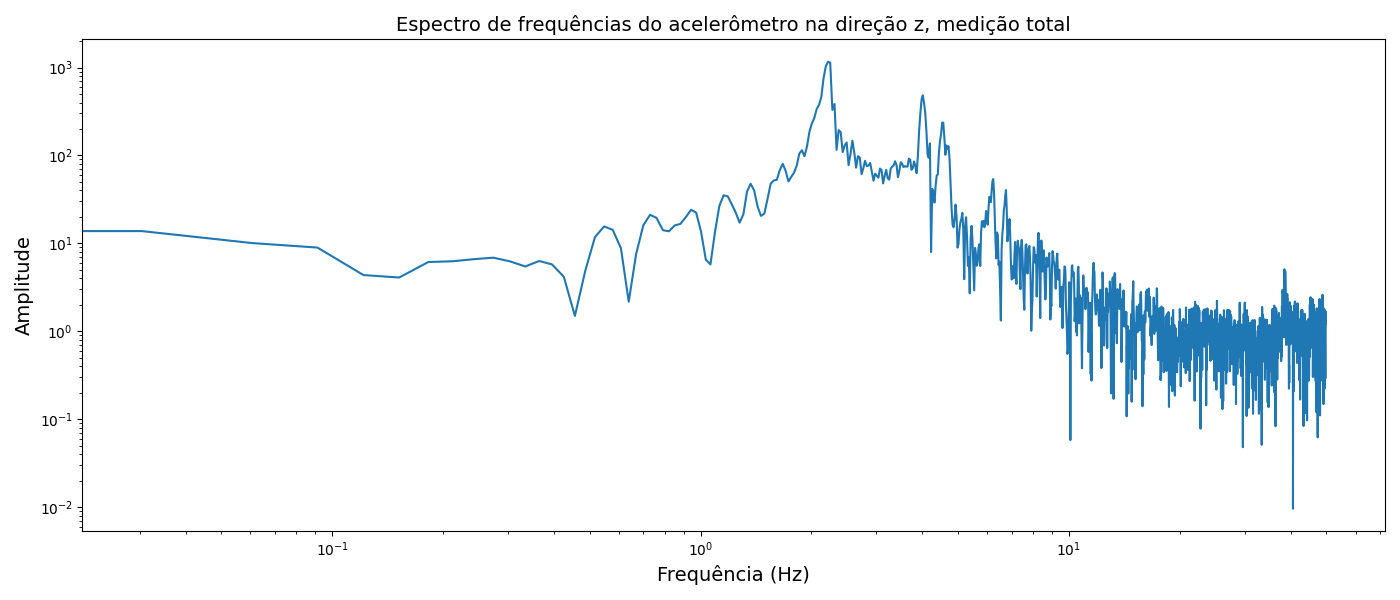 Espectro de frequências do acelerômetro na direção z, medição total
Amplitude
10³
10²
10¹
10⁰
10⁻¹
10⁻²
10⁻¹ 10⁰ 10¹
Frequência (Hz)